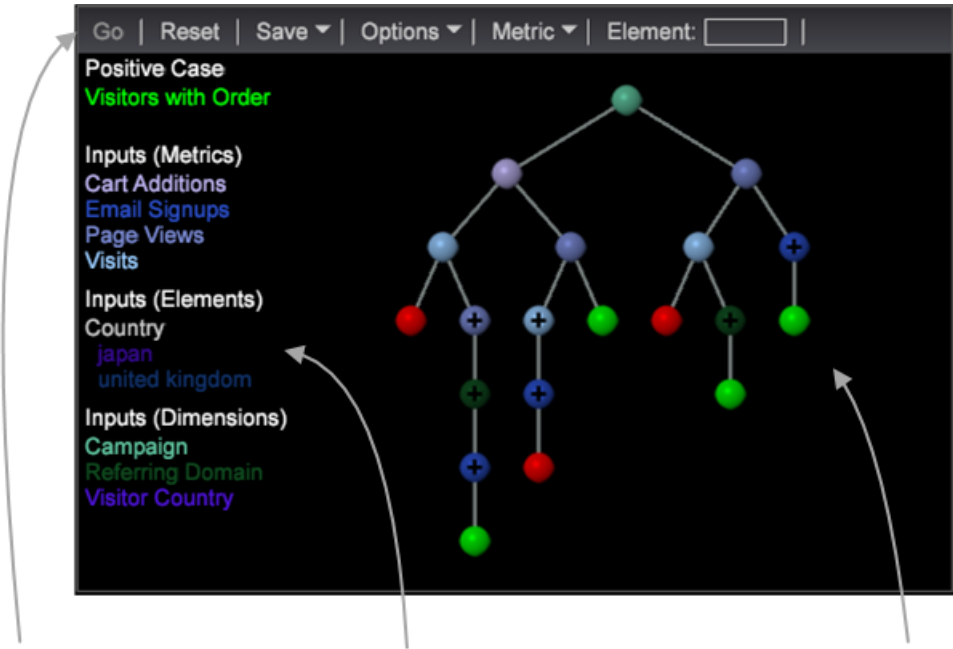 Go | Reset | Save ▼ | Options ▼ | Metric ▼ | Element: |
Positive Case
Visitors with Order
Inputs (Metrics)
Cart Additions
Email Signups
Page Views
Visits
Inputs (Elements)
Country
japan
united kingdom
Inputs (Dimensions)
Campaign
Referring Domain
Visitor Country